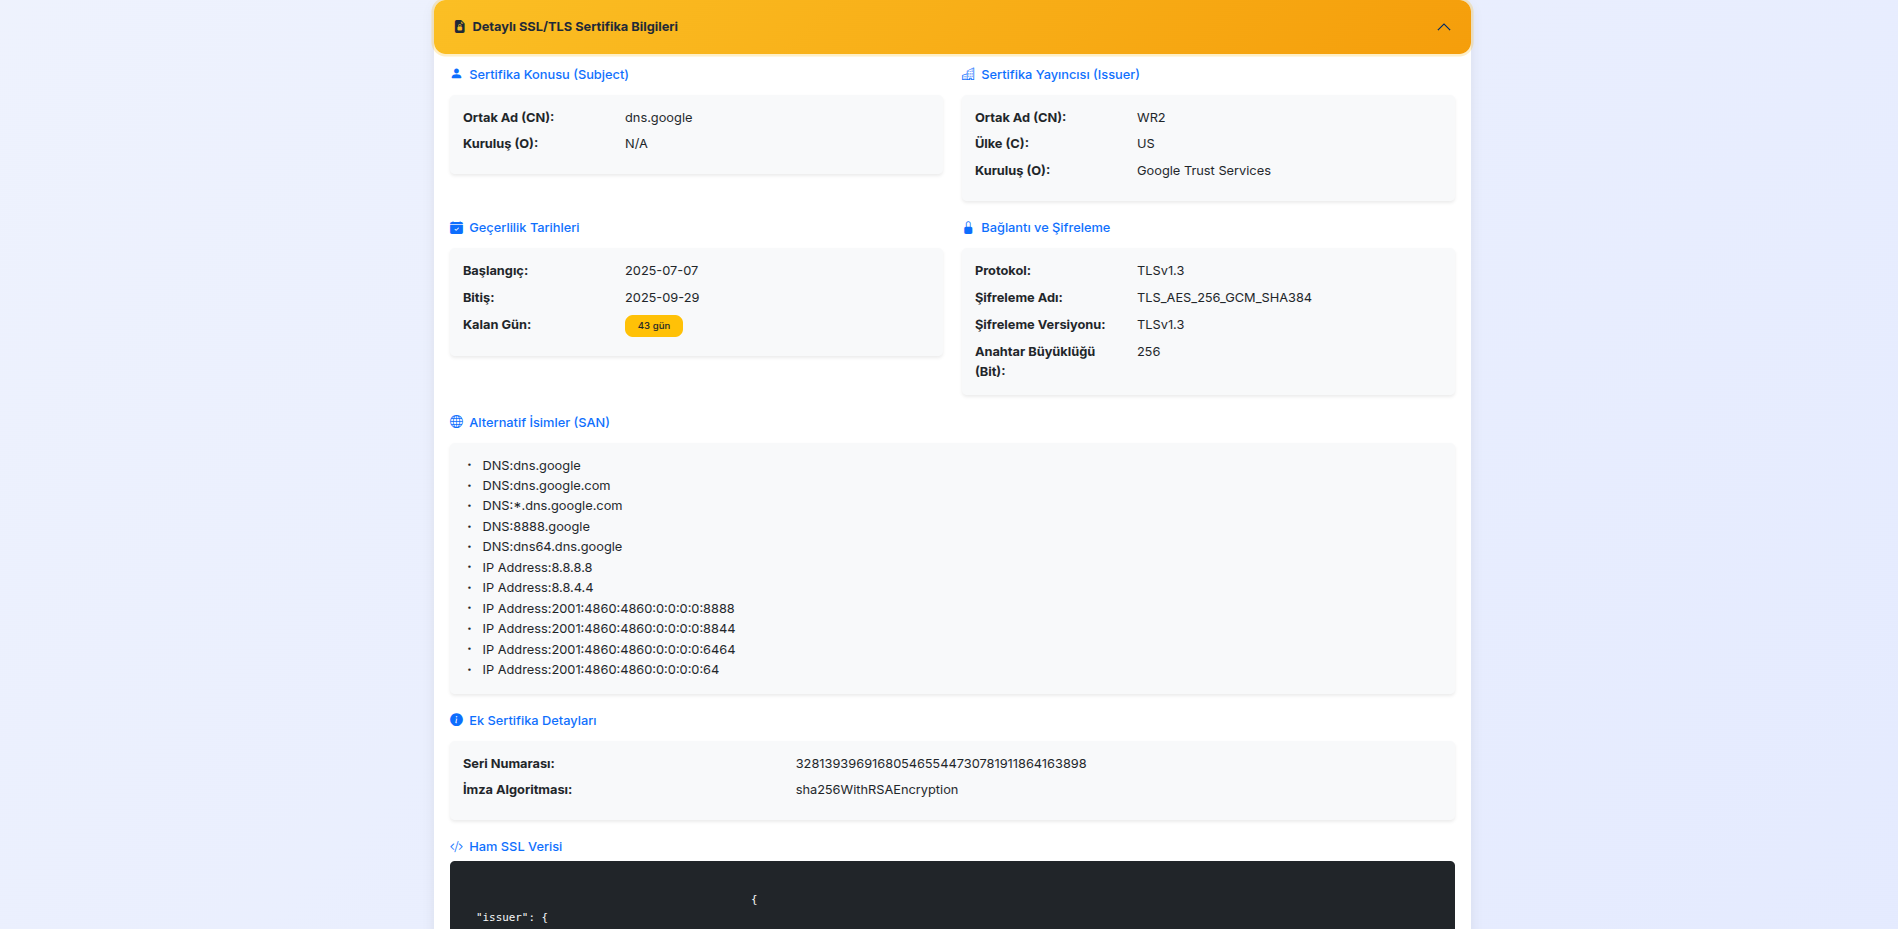 Detaylı SSL/TLS Sertifika Bilgileri
Sertifika Konusu (Subject)
Ortak Ad (CN): dns.google
Kuruluş (O): N/A
Sertifika Yayıncısı (Issuer)
Ortak Ad (CN): WR2
Ülke (C): US
Kuruluş (O): Google Trust Services
Geçerlilik Tarihleri
Başlangıç: 2025-07-07
Bitiş: 2025-09-29
Kalan Gün: 43 gün
Bağlantı ve Şifreleme
Protokol: TLSv1.3
Şifreleme Adı: TLS_AES_256_GCM_SHA384
Şifreleme Versiyonu: TLSv1.3
Anahtar Büyüklüğü 256
(Bit):
Alternatif İsimler (SAN)
• DNS:dns.google
• DNS:dns.google.com
• DNS:*.dns.google.com
• DNS:8888.google
• DNS:dns64.dns.google
• IP Address:8.8.8.8
• IP Address:8.8.4.4
• IP Address:2001:4860:4860:0:0:0:0:8888
• IP Address:2001:4860:4860:0:0:0:0:8844
• IP Address:2001:4860:4860:0:0:0:0:6464
• IP Address:2001:4860:4860:0:0:0:0:64
Ek Sertifika Detayları
Seri Numarası: 328139396916805465544730781911864163898
İmza Algoritması: sha256WithRSAEncryption
</> Ham SSL Verisi
{
"issuer": {